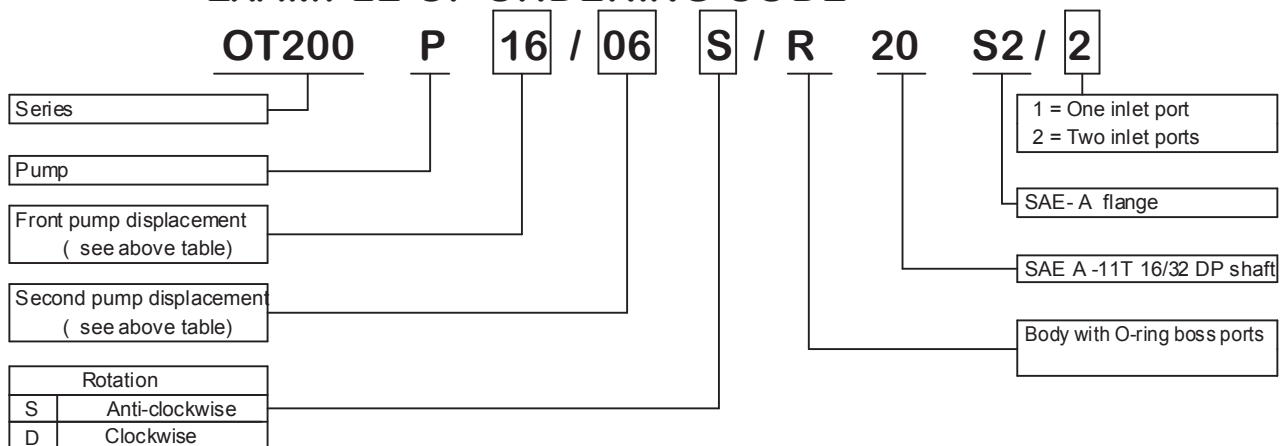 OT200 P 16 / 06 S / R 20 S2 / 2
Series
Pump
Front pump displacement
( see above table)
Second pump displacement
( see above table)
Rotation
S Anti-clockwise
D Clockwise
1 = One inlet port
2 = Two inlet ports
SAE- A flange
SAE A -11T 16/32 DP shaft
Body with O-ring boss ports